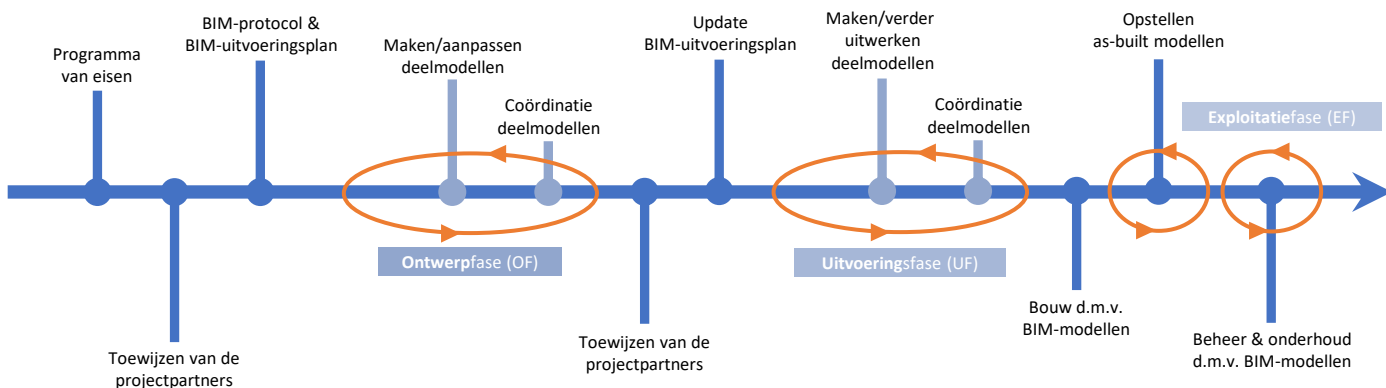 Programma
van eisen
Toewijzen van de
projectpartners
BIM-protocol &
BIM-uitvoeringsplan
Maken/aanpassen
deelmodellen
Coördinatie
deelmodellen
Ontwerpfase (OF)
Toewijzen van de
projectpartners
Update
BIM-uitvoeringsplan
Maken/verder
uitwerken
deelmodellen
Coördinatie
deelmodellen
Uitvoeringsfase (UF)
Bouw d.m.v.
BIM-modellen
Opstellen
as-built modellen
Exploitatiefase (EF)
Beheer & onderhoud
d.m.v. BIM-modellen